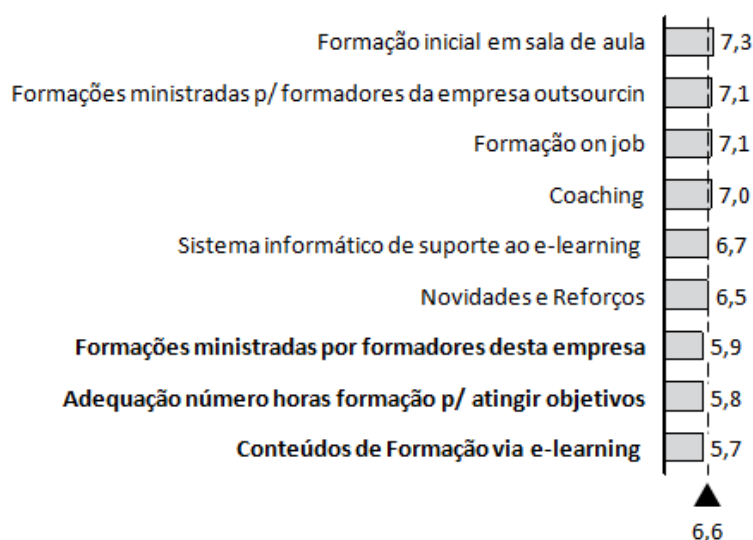 Formação inicial em sala de aula 7,3
Formações ministradas p/ formadores da empresa outsourcin 7,1
Formação on job 7,1
Coaching 7,0
Sistema informático de suporte ao e-learning 6,7
Novidades e Reforços 6,5
Formações ministradas por formadores desta empresa 5,9
Adequação número horas formação p/ atingir objetivos 5,8
Conteúdos de Formação via e-learning 5,7
6,6